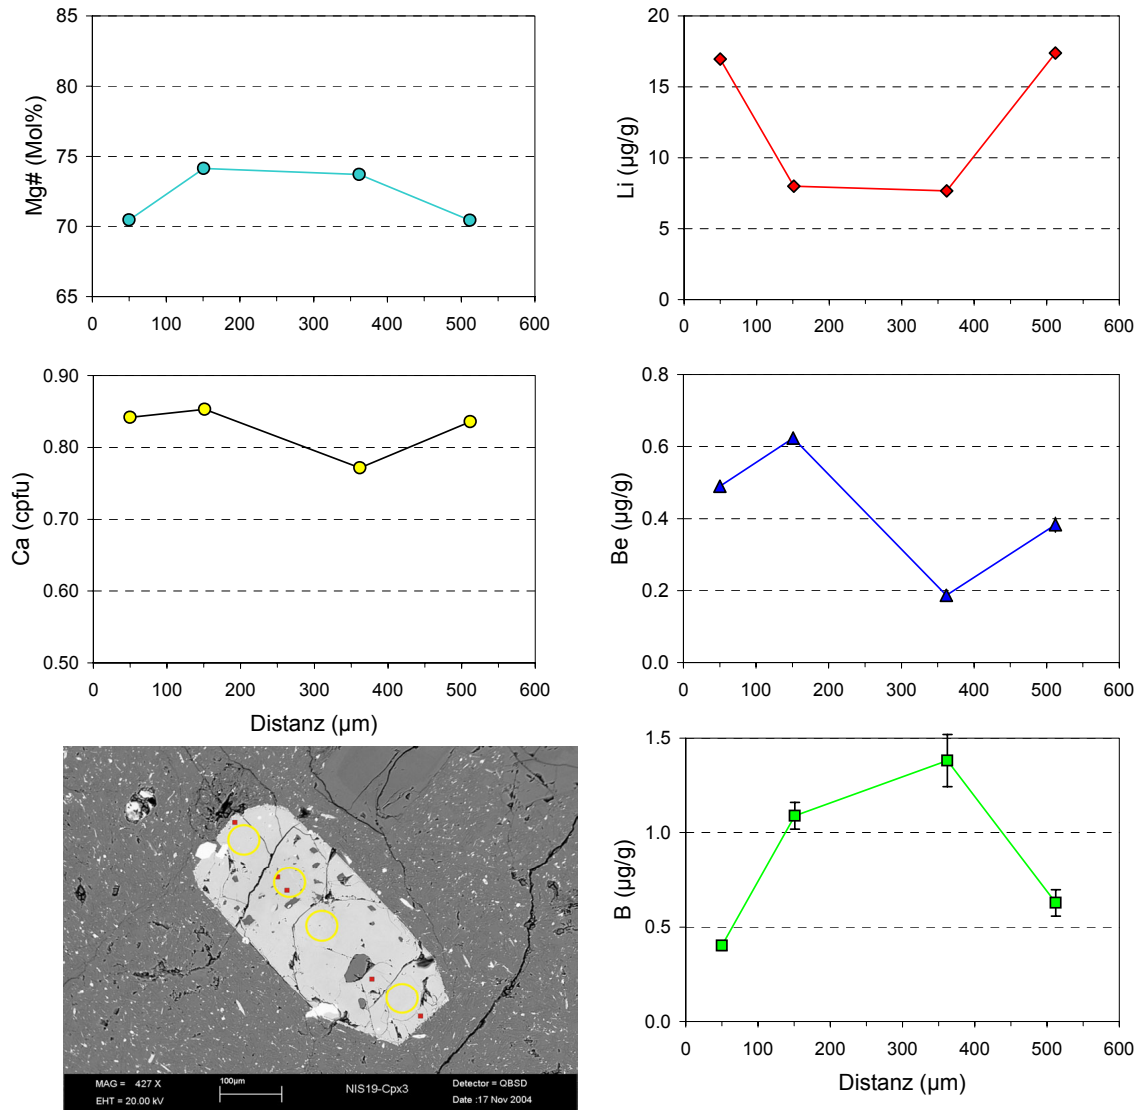 85
80
75
70
65
Mg# (Mol%)
0 100 200 300 400 500 600
20
15
10
5
0
Li (µg/g)
0 100 200 300 400 500 600
0.90
0.80
0.70
0.60
0.50
Ca (cpfu)
0 100 200 300 400 500 600
Distanz (µm)
0.8
0.6
0.4
0.2
0.0
Be (µg/g)
0 100 200 300 400 500 600
MAG = 427 X
EHT = 20.00 kV
100µm
NIS19-Cpx3
Detector = QBSD
Date :17 Nov 2004
1.5
1.0
0.5
0.0
B (µg/g)
0 100 200 300 400 500 600
Distanz (µm)